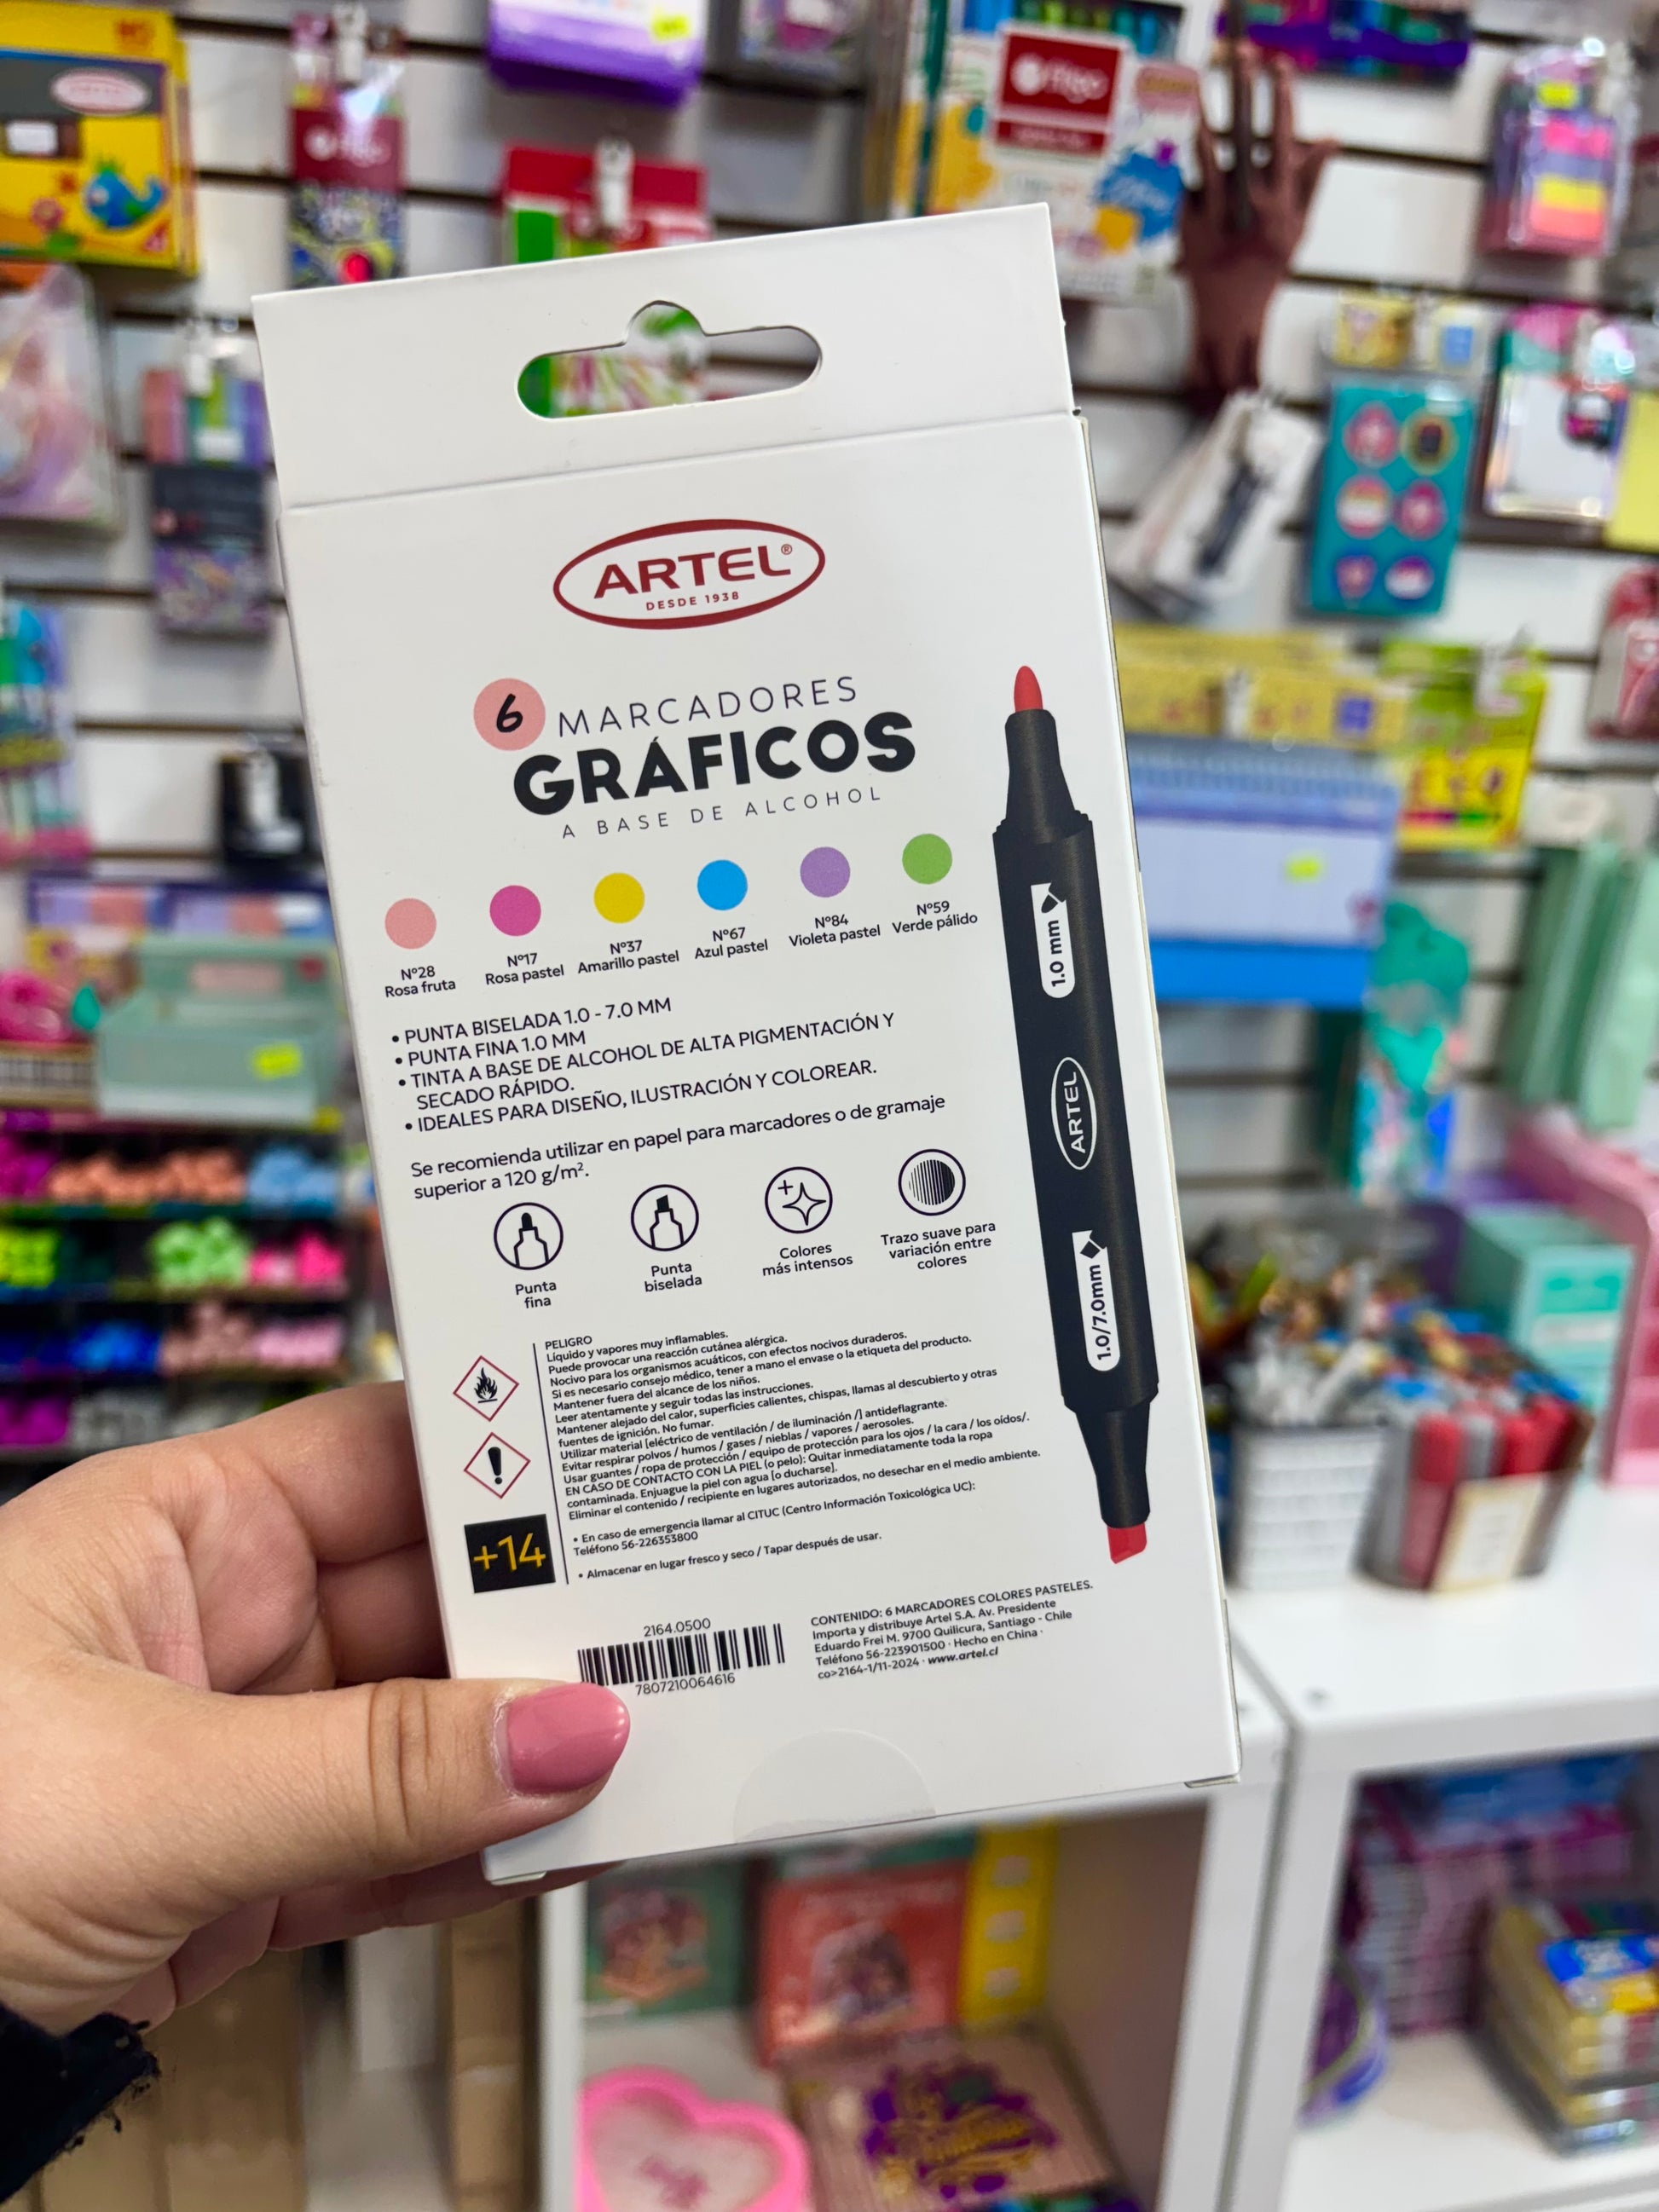 ARTEL®
DESDE 1938
6 MARCADORES
GRÁFICOS
A BASE DE ALCOHOL
Nº28
Rosa fruta
Nº17
Rosa pastel
Nº37
Amarillo pastel
Nº67
Azul pastel
Nº84
Violeta pastel
Nº59
Verde pálido
• PUNTA BISELADA 1.0 - 7.0 MM
• PUNTA FINA 1.0 MM
• TINTA A BASE DE ALCOHOL DE ALTA PIGMENTACIÓN Y
SECADO RÁPIDO.
• IDEALES PARA DISEÑO, ILUSTRACIÓN Y COLOREAR.
Se recomienda utilizar en papel para marcadores o de gramaje
superior a 120 g/m².
Punta
fina
Punta
biselada
Colores
más intensos
Trazo suave para
variación entre
colores
1.0 mm
ARTEL
1.0/7.0mm
PELIGRO
Líquido y vapores muy inflamables.
Puede provocar una reacción cutánea alérgica.
Nocivo para los organismos acuáticos, con efectos nocivos duraderos.
Si es necesario consejo médico, tener a mano el envase o la etiqueta del producto.
Mantener fuera del alcance de los niños.
Leer atentamente y seguir todas las instrucciones.
Mantener alejado del calor, superficies calientes, chispas, llamas al descubierto y otras
fuentes de ignición. No fumar.
Utilizar material [eléctrico de ventilación / de iluminación /] antideflagrante.
Evitar respirar polvos / humos / gases / nieblas / vapores / aerosoles.
Usar guantes / ropa de protección / equipo de protección para los ojos / la cara / los oídos/.
EN CASO DE CONTACTO CON LA PIEL (o pelo): Quitar inmediatamente toda la ropa
contaminada. Enjuague la piel con agua [o ducharse].
Eliminar el contenido / recipiente en lugares autorizados, no desechar en el medio ambiente.
• En caso de emergencia llamar al CITUC (Centro Información Toxicológica UC):
Teléfono 56-226353800
• Almacenar en lugar fresco y seco / Tapar después de usar.
+14
2164.0500
7807210064616
CONTENIDO: 6 MARCADORES COLORES PASTELES.
Importa y distribuye Artel S.A. Av. Presidente
Eduardo Frei M. 9700 Quilicura, Santiago - Chile
Teléfono 56-223901500 · Hecho en China ·
co>2164-1/11-2024 · www.artel.cl